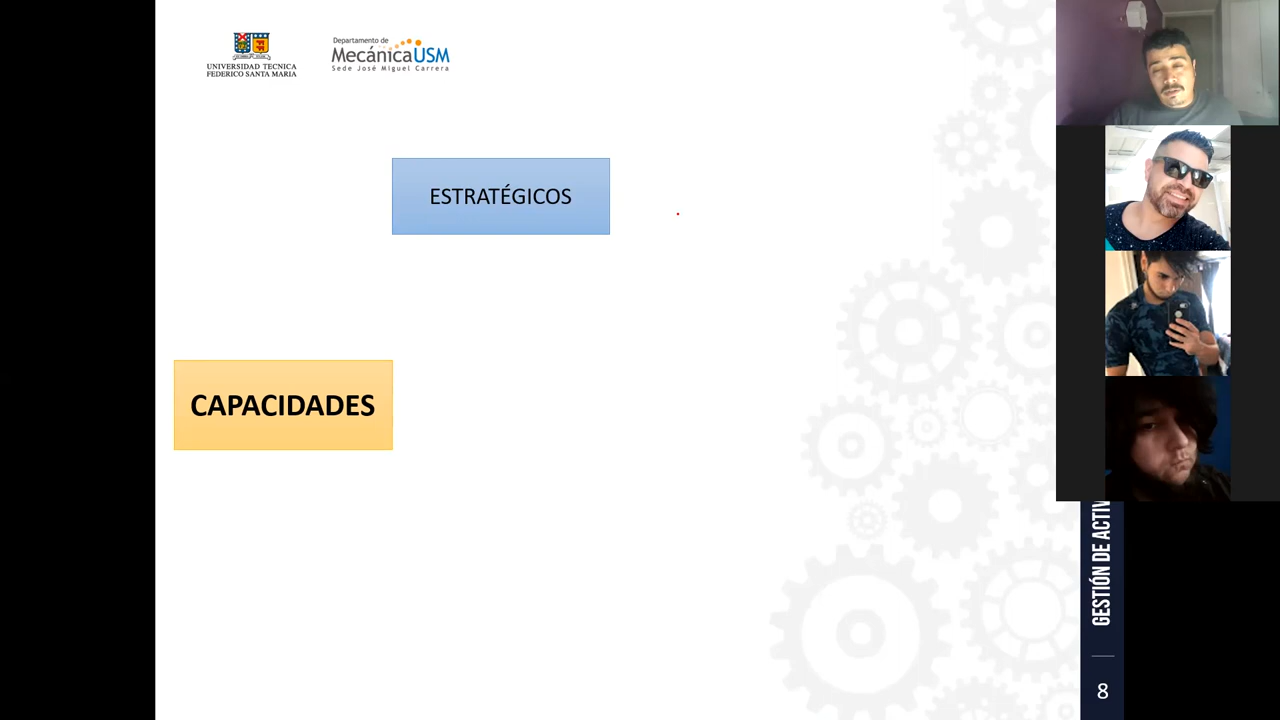 UNIVERSIDAD TECNICA
FEDERICO SANTA MARIA
Departamento de
MecánicaUSM
Sede José Miguel Carrera
ESTRATÉGICOS
CAPACIDADES
GESTIÓN DE ACTIV
8